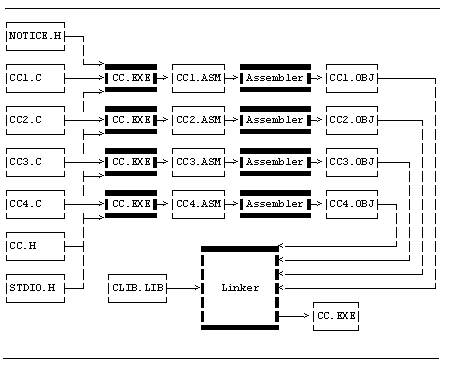 NOTICE.H
CC1.C CC.EXE CC1.ASM Assembler CC1.OBJ
CC2.C CC.EXE CC2.ASM Assembler CC2.OBJ
CC3.C CC.EXE CC3.ASM Assembler CC3.OBJ
CC4.C CC.EXE CC4.ASM Assembler CC4.OBJ
CC.H
STDIO.H CLIB.LIB Linker
CC.EXE